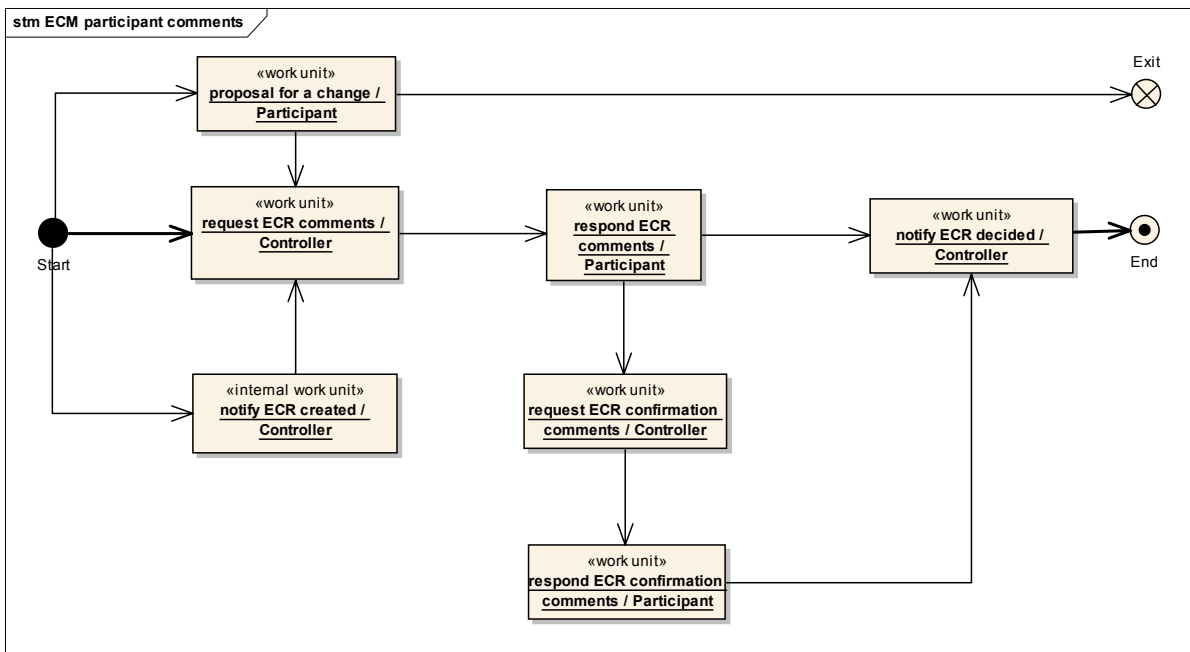 stm ECM participant comments
«work unit»
proposal for a change /
Participant
Exit
«work unit»
request ECR comments /
Controller
«work unit»
respond ECR
comments /
Participant
«work unit»
notify ECR decided /
Controller
Start
End
«internal work unit»
notify ECR created /
Controller
«work unit»
request ECR confirmation
comments / Controller
«work unit»
respond ECR confirmation
comments / Participant